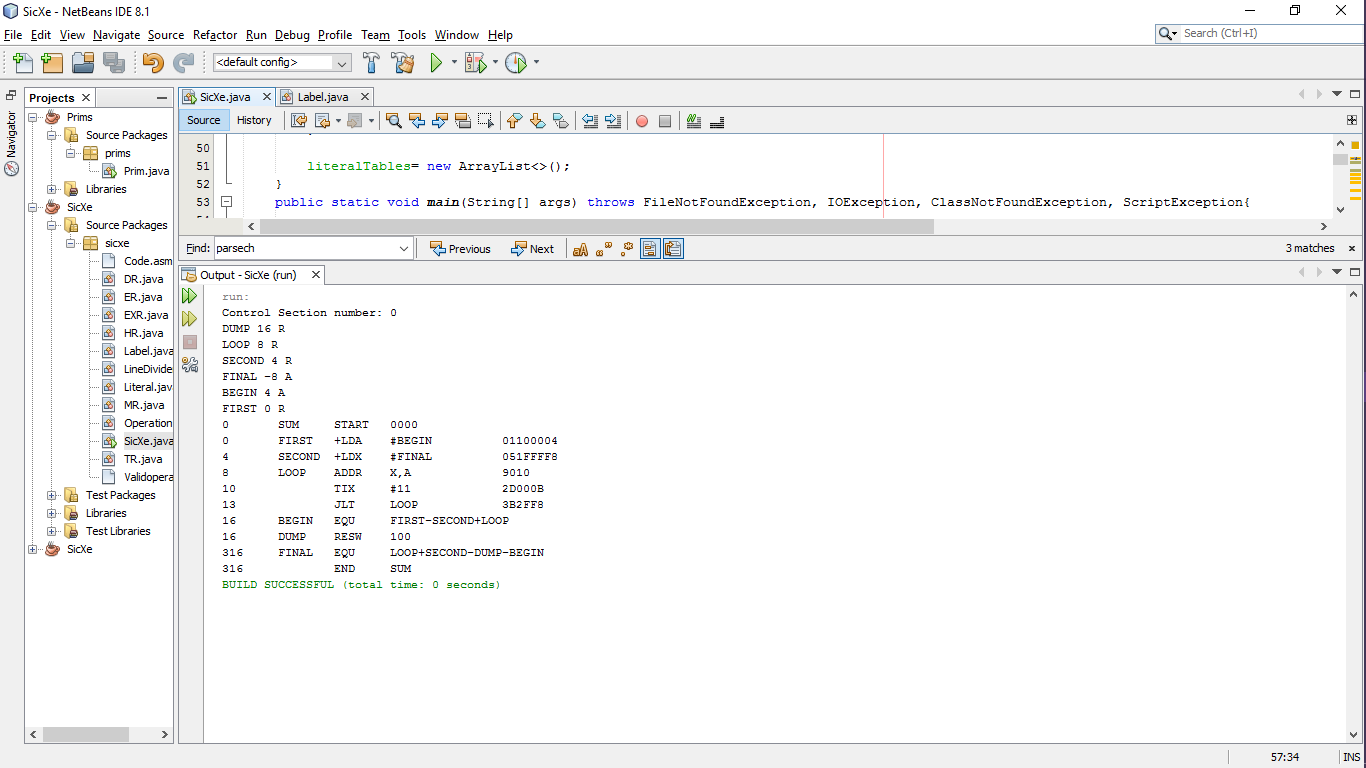 SicXe - NetBeans IDE 8.1
File Edit View Navigate Source Refactor Run Debug Profile Team Tools Window Help
Search (Ctrl+I)
<default config>
Navigator
Projects
Prims
Source Packages
prims
Prim.java
Libraries
SicXe
Source Packages
sicxe
Code.asm
DR.java
ER.java
EXR.java
HR.java
Label.java
LineDivide
Literal.jav
MR.java
Operation
SicXe.java
TR.java
Validopera
Test Packages
Libraries
Test Libraries
SicXe
SicXe.java Label.java
Source History
50
51 literalTables= new ArrayList<>();
52 }
53 public static void main(String[] args) throws FileNotFoundException, IOException, ClassNotFoundException, ScriptException{
Find: parsech Previous Next 3 matches
Output - SicXe (run)
run:
Control Section number: 0
DUMP 16 R
LOOP 8 R
SECOND 4 R
FINAL -8 A
BEGIN 4 A
FIRST 0 R
0 SUM START 0000
0 FIRST +LDA #BEGIN 01100004
4 SECOND +LDX #FINAL 051FFFF8
8 LOOP ADDR X,A 9010
10 TIX #11 2D000B
13 JLT LOOP 3B2FF8
16 BEGIN EQU FIRST-SECOND+LOOP
16 DUMP RESW 100
316 FINAL EQU LOOP+SECOND-DUMP-BEGIN
316 END SUM
BUILD SUCCESSFUL (total time: 0 seconds)
57:34 INS